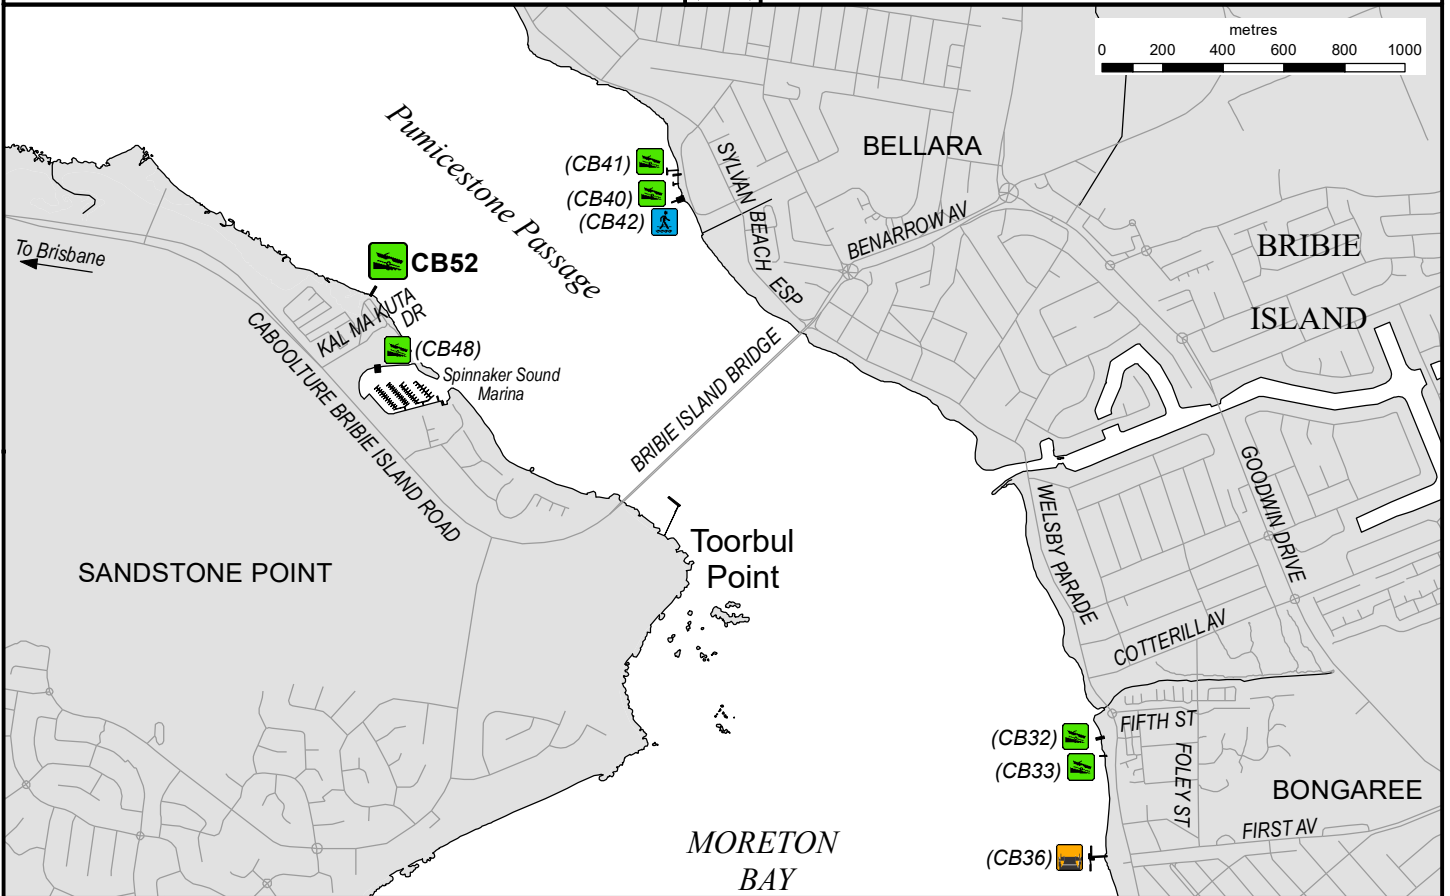 metres
0 200 400 600 800 1000
Pumicestone Passage
BELLARA
SYLVAN BEACH ESP
(CB41)
(CB40)
(CB42)
BENARROW AV
BRIBIE
ISLAND
To Brisbane
CB52
KAL MA KUTA
DR
(CB48)
Spinnaker Sound
Marina
CABOOLTURE BRIBIE ISLAND ROAD
BRIBIE ISLAND BRIDGE
GOODWIN DRIVE
WELSBY PARADE
Toorbul
Point
SANDSTONE POINT
COTTERILL AV
FIFTH ST
(CB32)
(CB33)
FOLEY ST
BONGAREE
FIRST AV
MORETON
BAY
(CB36)